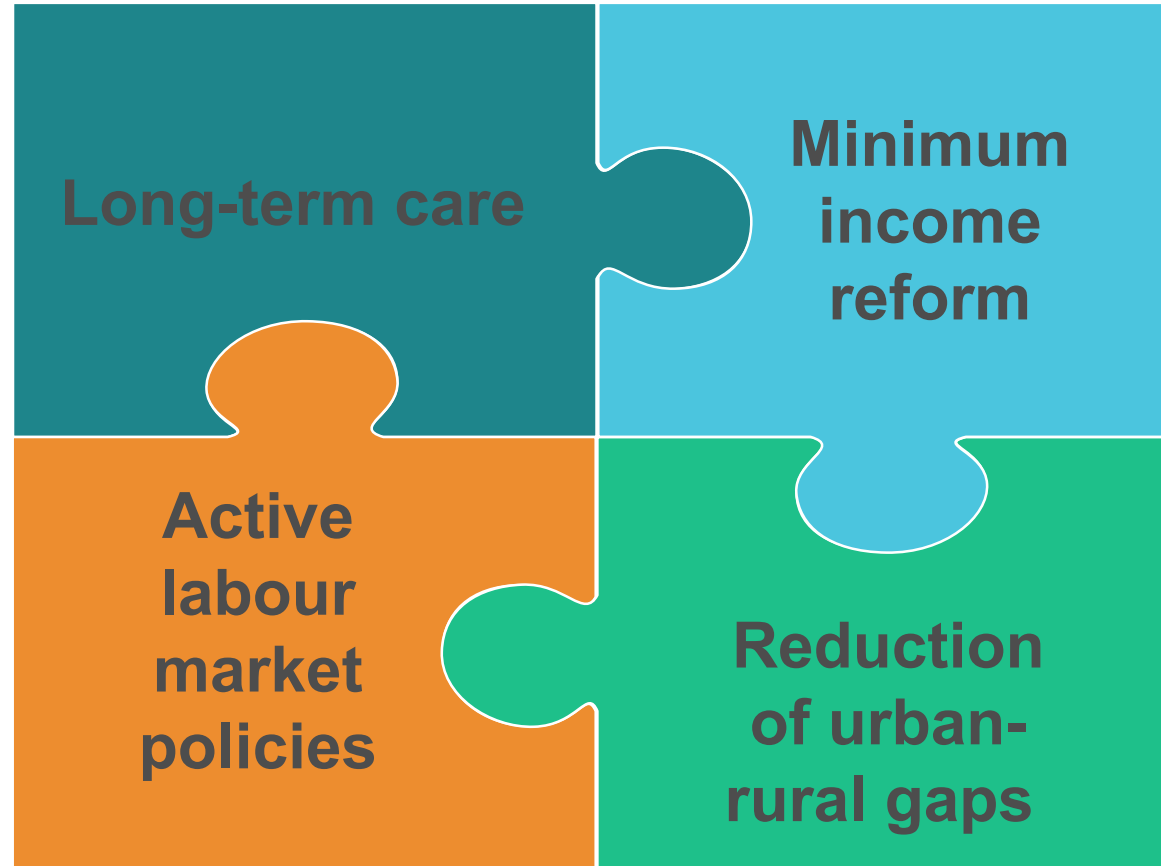 Long-term care
Minimum
income
reform
Active
labour
market
policies
Reduction
of urban-
rural gaps